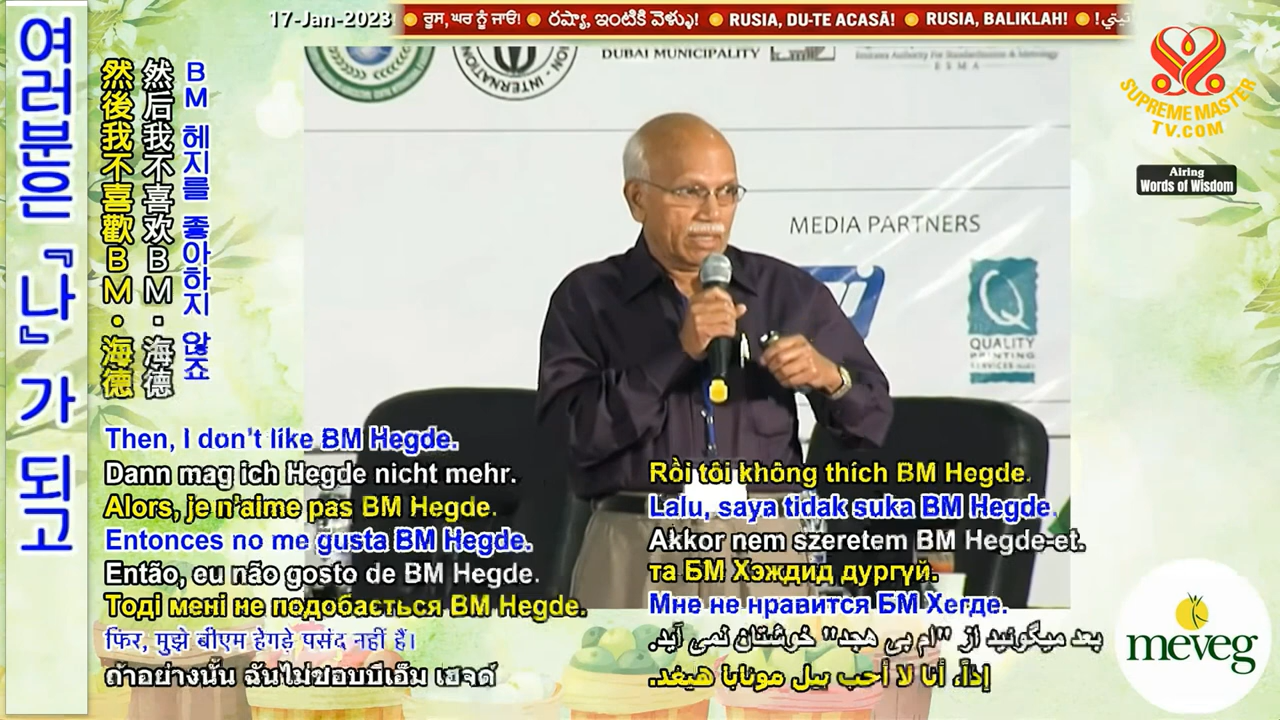 17-Jan-2023
ਰੂਸ, ਘਰ ਨੂੰ ਜਾਓ! రష్యా, ఇంటికి వెళ్ళు! RUSIA, DU-TE ACASĂ! RUSIA, BALIKLAH!
여러분은 『나』가 되고
然後我不喜歡BM・海德
然后我不喜欢BM·海德
BM 헤지를 좋아하지 않죠
INTERNATIONAL
DUBAI MUNICIPALITY
Emirates Authority For Standardization & Metrology
ESMA
SUPREME MASTER
TV.COM
Airing
Words of Wisdom
MEDIA PARTNERS
Q
QUALITY
PRINTING
SERVICES
Then, I don't like BM Hegde.
Dann mag ich Hegde nicht mehr.
Alors, je n'aime pas BM Hegde.
Entonces no me gusta BM Hegde.
Então, eu não gosto de BM Hegde.
Тоді мені не подобається BM Hegde.
फिर, मुझे बीएम हेगड़े पसंद नहीं हैं।
ถ้าอย่างนั้น ฉันไม่ชอบบีเอ็ม เฮจด์
Rồi tôi không thích BM Hegde.
Lalu, saya tidak suka BM Hegde.
Akkor nem szeretem BM Hegde-et.
та БМ Хэждид дургүй.
Мне не нравится БМ Хегде.
بعد میگوئید از "ام بی هجد" خوشتان نمی آید.
إذاً، أنا لا أحب بيل مونابا هيغد.
meveg